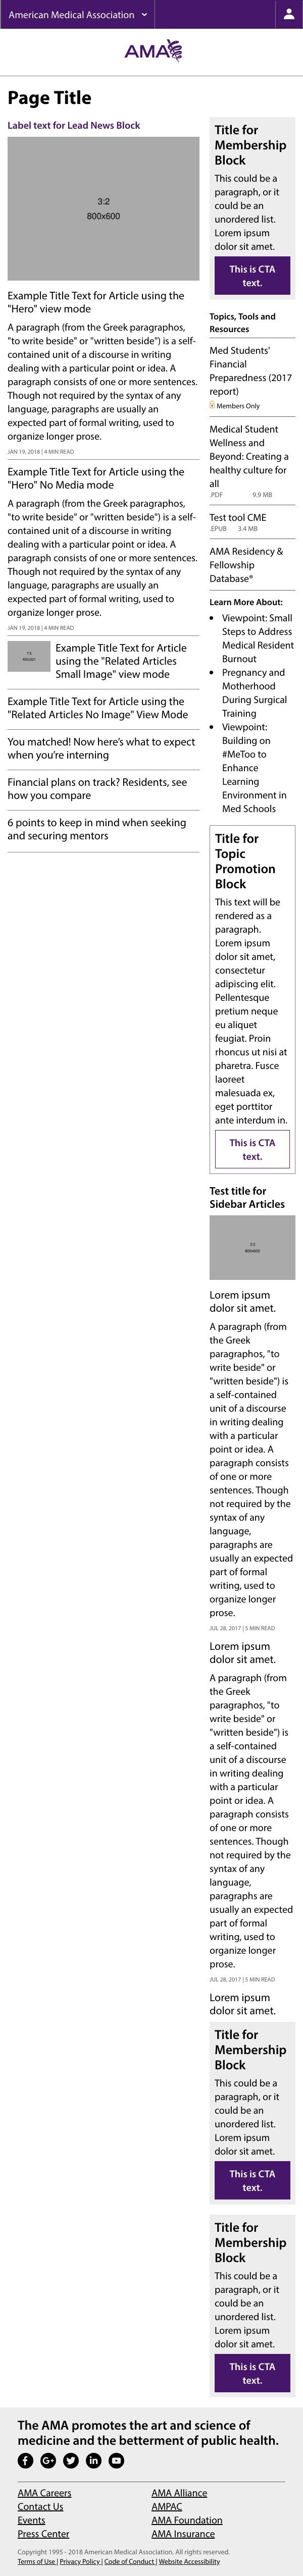 American Medical Association
AMA
Page Title
Label text for Lead News Block
3:2
800x600
Example Title Text for Article using the
"Hero" view mode
A paragraph (from the Greek paragraphos,
"to write beside" or "written beside") is a self-
contained unit of a discourse in writing
dealing with a particular point or idea. A
paragraph consists of one or more sentences.
Though not required by the syntax of any
language, paragraphs are usually an
expected part of formal writing, used to
organize longer prose.
JAN 19, 2018 | 4 MIN READ
Example Title Text for Article using the
"Hero" No Media mode
A paragraph (from the Greek paragraphos,
"to write beside" or "written beside") is a self-
contained unit of a discourse in writing
dealing with a particular point or idea. A
paragraph consists of one or more sentences.
Though not required by the syntax of any
language, paragraphs are usually an
expected part of formal writing, used to
organize longer prose.
JAN 19, 2018 | 4 MIN READ
Example Title Text for Article
using the "Related Articles
Small Image" view mode
Example Title Text for Article using the
"Related Articles No Image" View Mode
You matched! Now here's what to expect
when you're interning
Financial plans on track? Residents, see
how you compare
6 points to keep in mind when seeking
and securing mentors
Title for
Membership
Block
This could be a
paragraph, or it
could be an
unordered list.
Lorem ipsum
dolor sit amet.
This is CTA
text.
Topics, Tools and
Resources
Med Students'
Financial
Preparedness (2017
report)
Members Only
Medical Student
Wellness and
Beyond: Creating a
healthy culture for
all
.PDF 9.9 MB
Test tool CME
.EPUB 3.4 MB
AMA Residency &
Fellowship
Database®
Learn More About:
• Viewpoint: Small
Steps to Address
Medical Resident
Burnout
• Pregnancy and
Motherhood
During Surgical
Training
• Viewpoint:
Building on
#MeToo to
Enhance
Learning
Environment in
Med Schools
Title for
Topic
Promotion
Block
This text will be
rendered as a
paragraph.
Lorem ipsum
dolor sit amet,
consectetur
adipiscing elit.
Pellentesque
pretium neque
eu aliquet
feugiat. Proin
rhoncus ut nisi at
pharetra. Fusce
laoreet
malesuada ex,
eget porttitor
ante interdum in.
This is CTA
text.
Test title for
Sidebar Articles
3:2
800x600
Lorem ipsum
dolor sit amet.
A paragraph (from
the Greek
paragraphos, "to
write beside" or
"written beside") is
a self-contained
unit of a discourse
in writing dealing
with a particular
point or idea. A
paragraph consists
of one or more
sentences. Though
not required by the
syntax of any
language,
paragraphs are
usually an expected
part of formal
writing, used to
organize longer
prose.
JUL 28, 2017 | 5 MIN READ
Lorem ipsum
dolor sit amet.
A paragraph (from
the Greek
paragraphos, "to
write beside" or
"written beside") is
a self-contained
unit of a discourse
in writing dealing
with a particular
point or idea. A
paragraph consists
of one or more
sentences. Though
not required by the
syntax of any
language,
paragraphs are
usually an expected
part of formal
writing, used to
organize longer
prose.
JUL 28, 2017 | 5 MIN READ
Lorem ipsum
dolor sit amet.
Title for
Membership
Block
This could be a
paragraph, or it
could be an
unordered list.
Lorem ipsum
dolor sit amet.
This is CTA
text.
Title for
Membership
Block
This could be a
paragraph, or it
could be an
unordered list.
Lorem ipsum
dolor sit amet.
This is CTA
text.
The AMA promotes the art and science of
medicine and the betterment of public health.
AMA Careers
Contact Us
Events
Press Center
AMA Alliance
AMPAC
AMA Foundation
AMA Insurance
Copyright 1995 - 2018 American Medical Association. All rights reserved.
Terms of Use | Privacy Policy | Code of Conduct | Website Accessibility